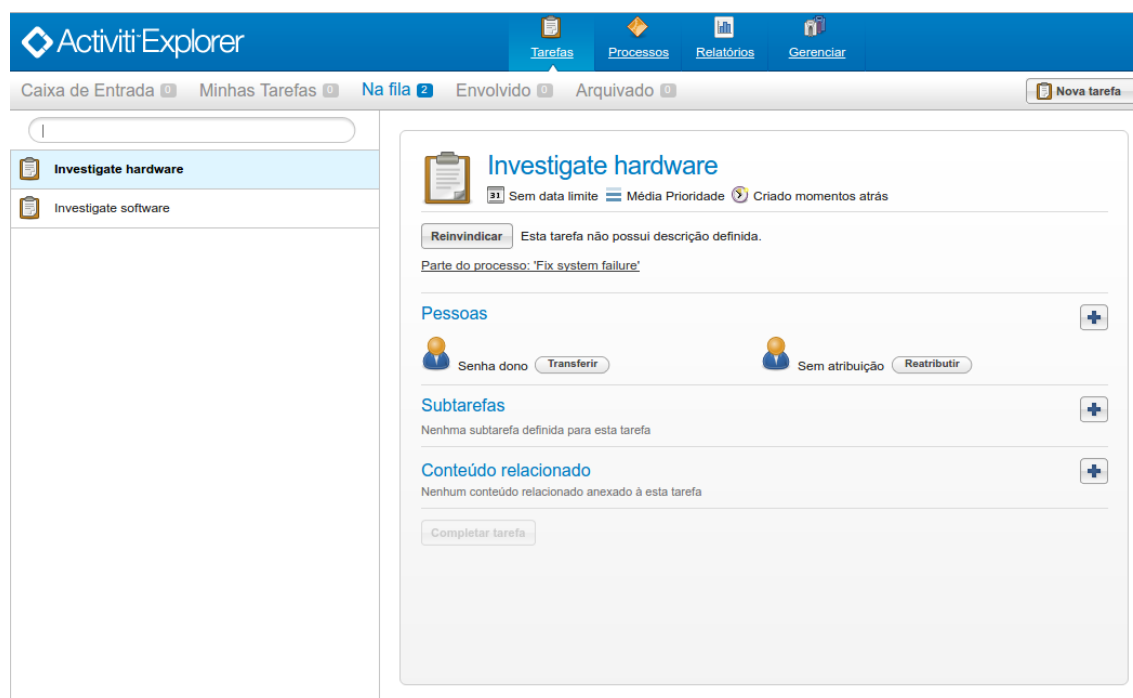 Activiti Explorer
Tarefas Processos Relatórios Gerenciar
Caixa de Entrada 0 Minhas Tarefas 0 Na fila 2 Envolvido 0 Arquivado 0 Nova tarefa
Investigate hardware
Investigate software
Investigate hardware
31 Sem data limite Média Prioridade Criado momentos atrás
Reinvindicar Esta tarefa não possui descrição definida.
Parte do processo: 'Fix system failure'
Pessoas
Senha dono Transferir Sem atribuição Reatributir
Subtarefas
Nenhma subtarefa definida para esta tarefa
Conteúdo relacionado
Nenhum conteúdo relacionado anexado à esta tarefa
Completar tarefa